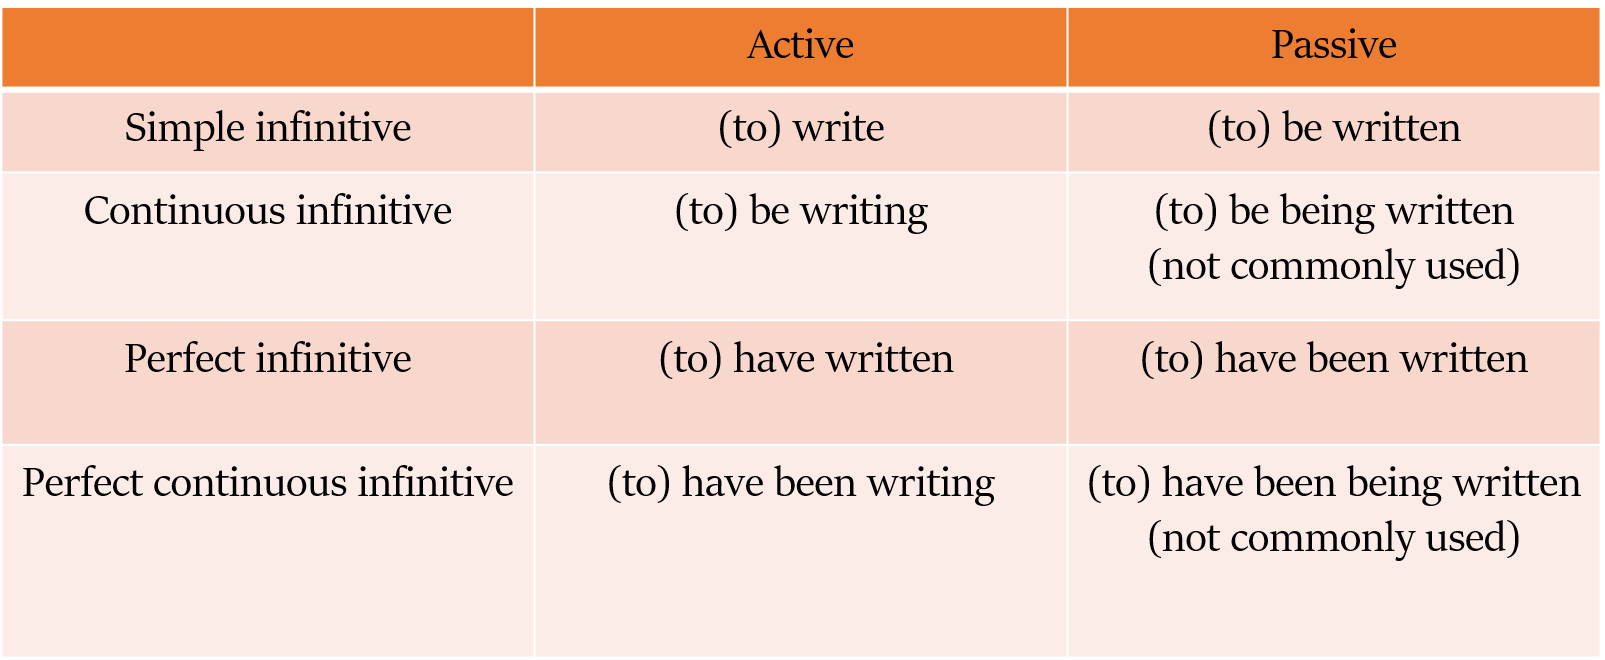 Active Passive
Simple infinitive (to) write (to) be written
Continuous infinitive (to) be writing (to) be being written
(not commonly used)
Perfect infinitive (to) have written (to) have been written
Perfect continuous infinitive (to) have been writing (to) have been being written
(not commonly used)